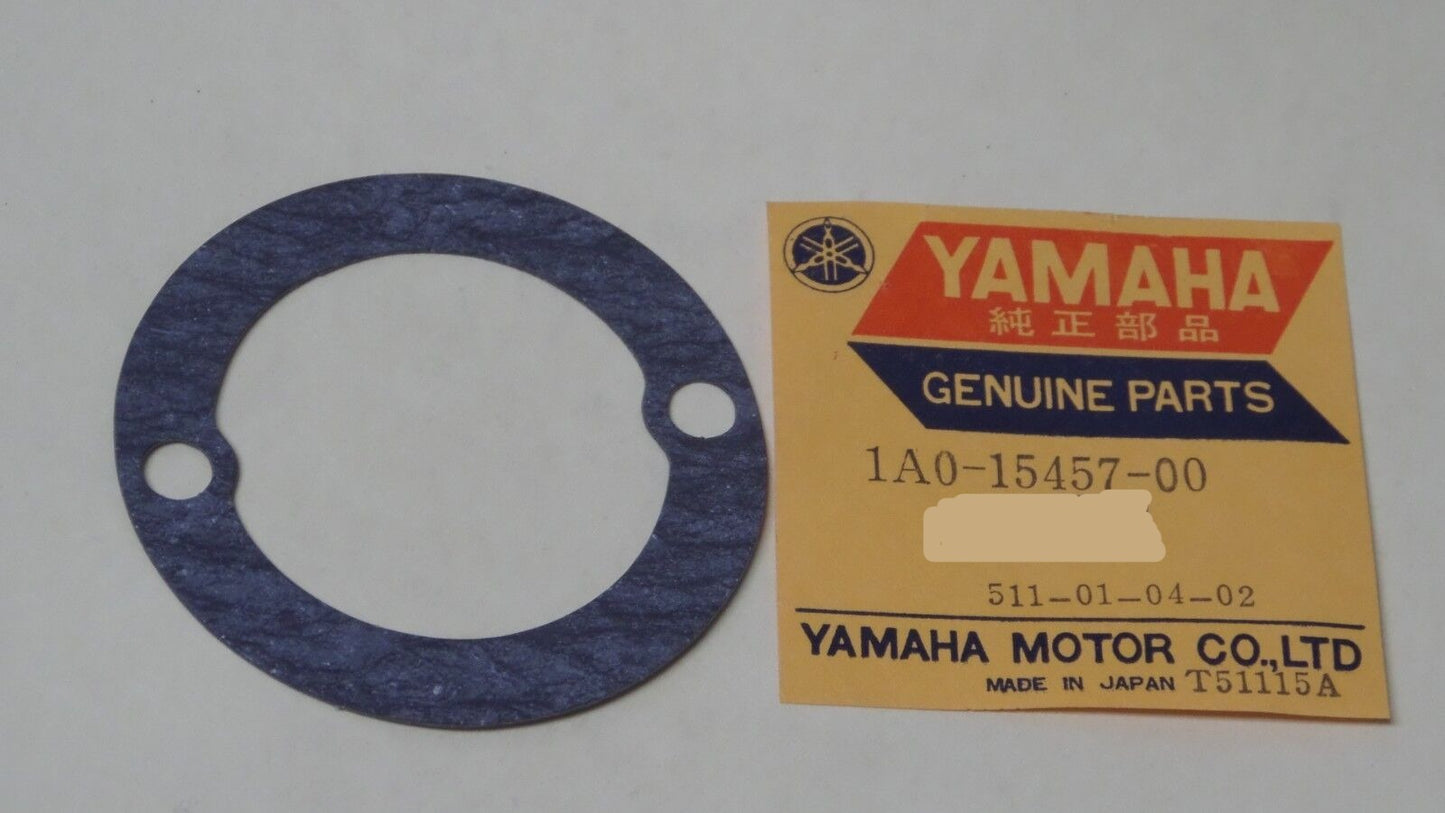 YAMAHA
純正部品
GENUINE PARTS
1A0-15457-00
511-01-04-02
YAMAHA MOTOR CO.,LTD
MADE IN JAPAN T51115A